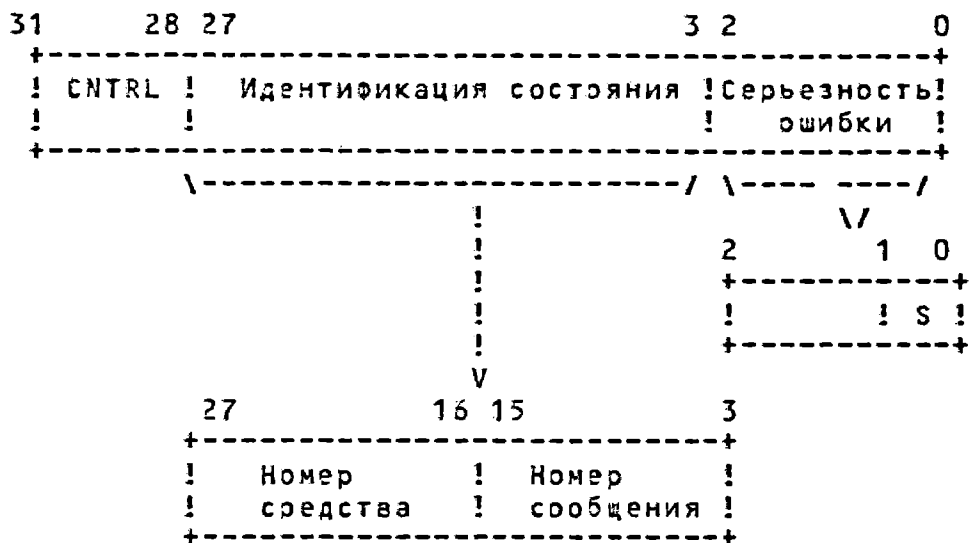 31 28 27 3 2 0
! CNTRL ! Идентификация состояния !Серьезность!
! ! ! ошибки !
2 1 0
! ! S !
V
27 16 15 3
! Номер ! Номер !
! средства ! сообщения !